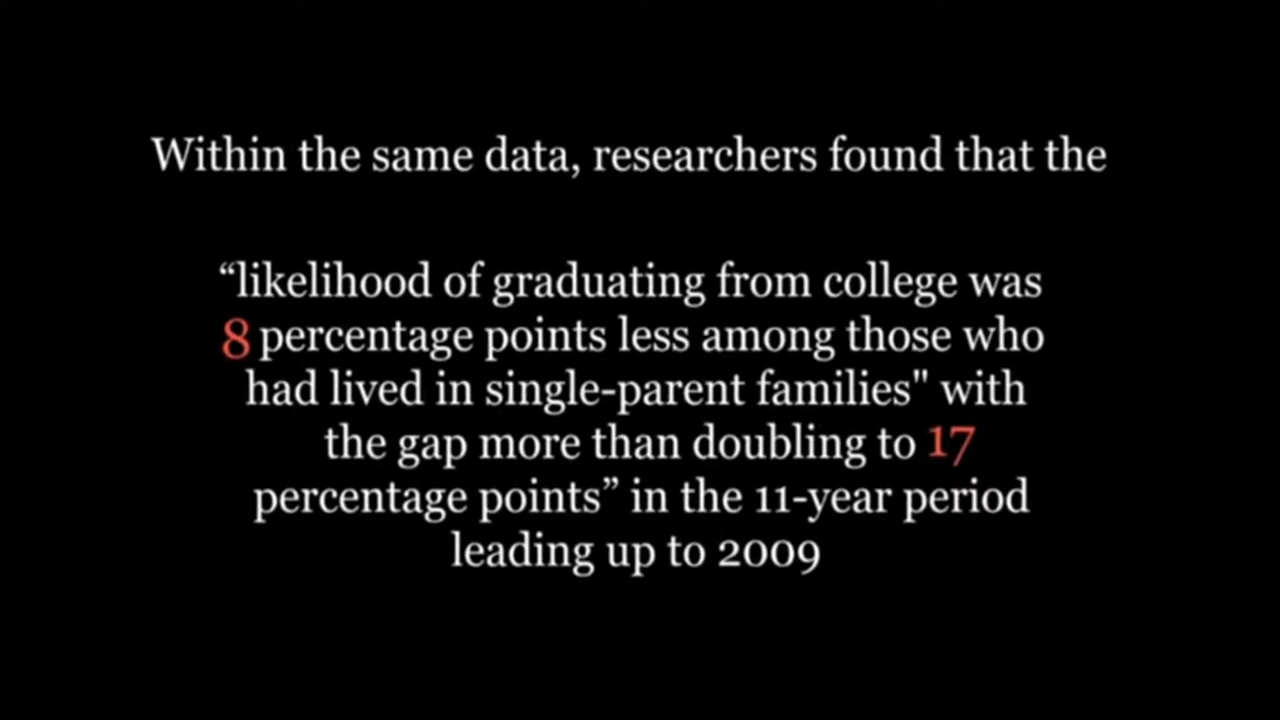 Within the same data, researchers found that the
“likelihood of graduating from college was
8 percentage points less among those who
had lived in single-parent families" with
the gap more than doubling to 17
percentage points” in the 11-year period
leading up to 2009